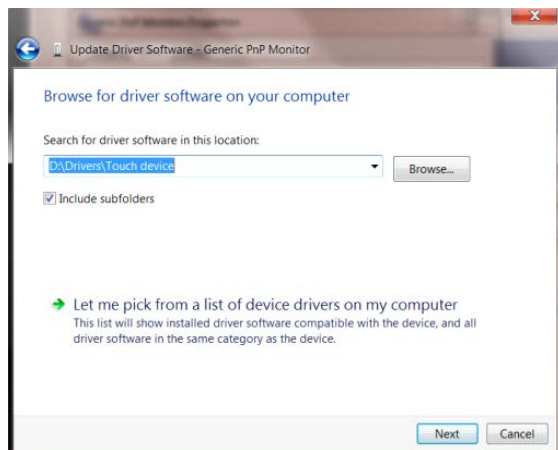 Update Driver Software - Generic PnP Monitor
Browse for driver software on your computer
Search for driver software in this location:
D:\Drivers\Touch device
Browse...
Include subfolders
Let me pick from a list of device drivers on my computer
This list will show installed driver software compatible with the device, and all
driver software in the same category as the device.
Next
Cancel